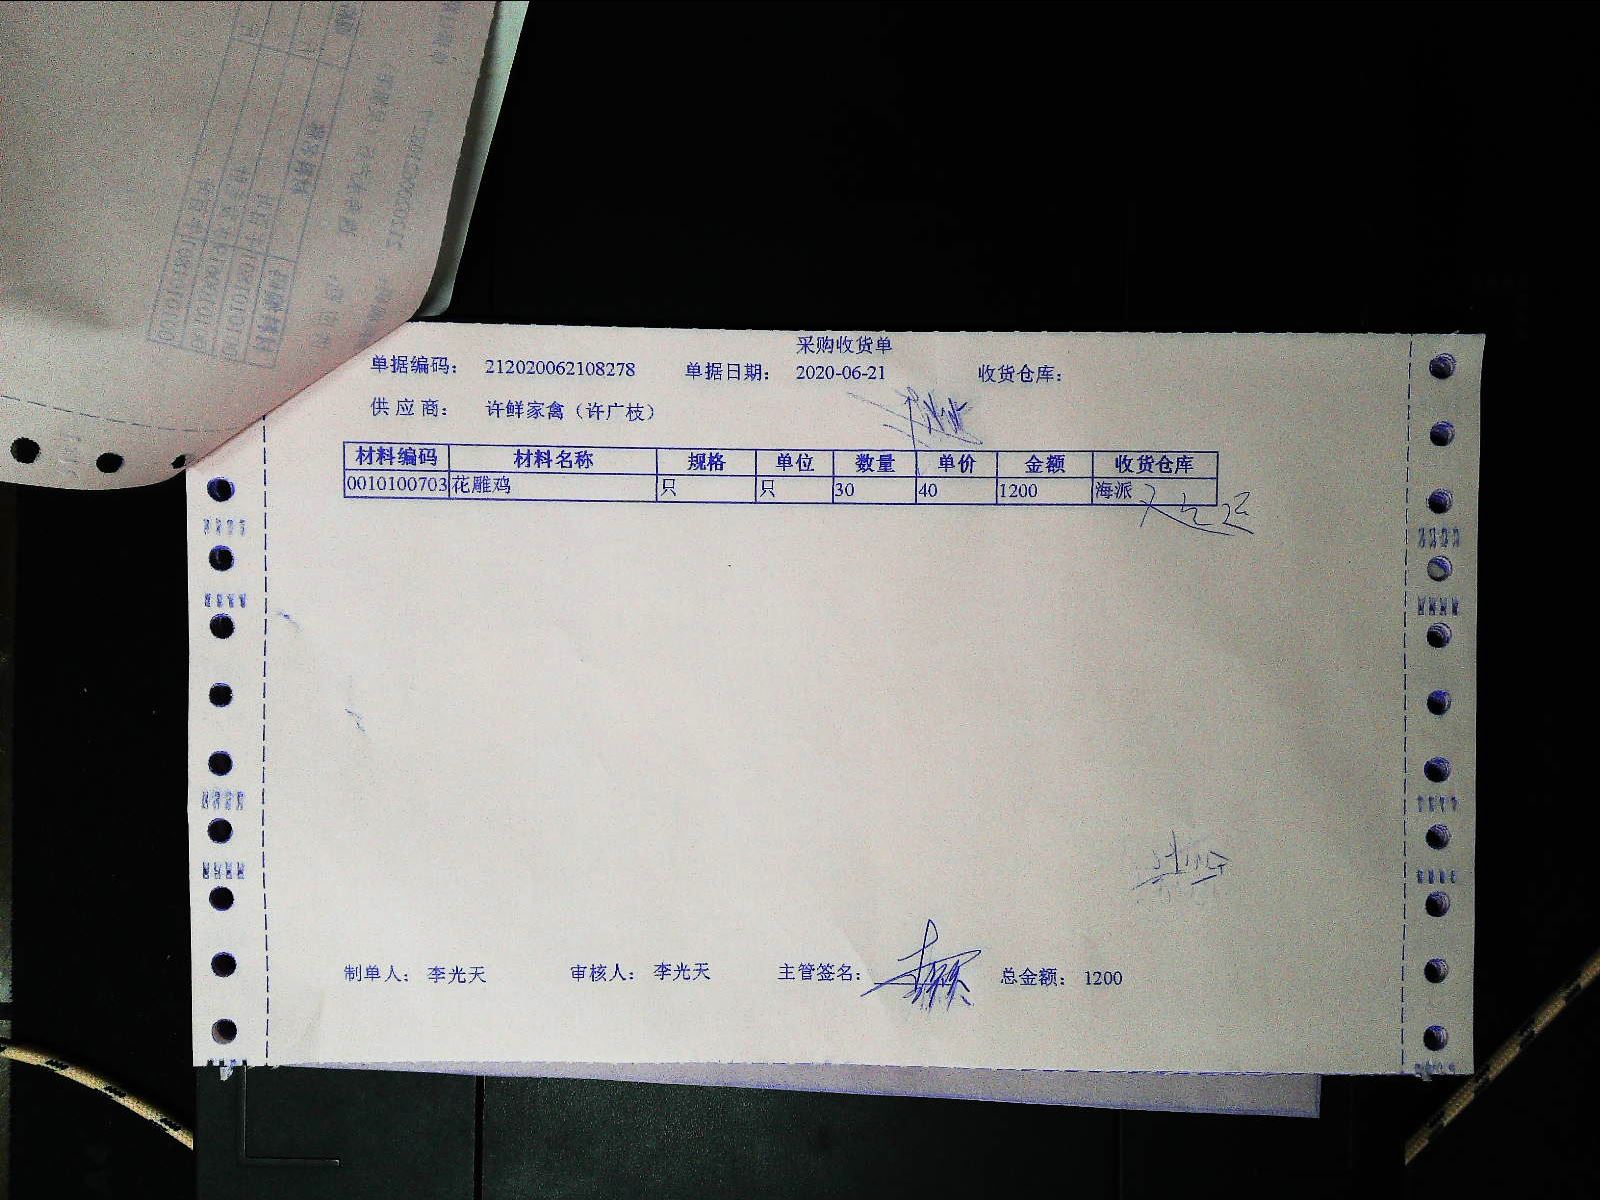 采购收货单
单据编码： 212020062108278 单据日期： 2020-06-21 收货仓库：
供应商： 许鲜家禽（许广枝）
材料编码 材料名称 规格 单位 数量 单价 金额 收货仓库
0010100703 花雕鸡 只 只 30 40 1200 海派
制单人： 李光天 审核人： 李光天 主管签名： 总金额： 1200